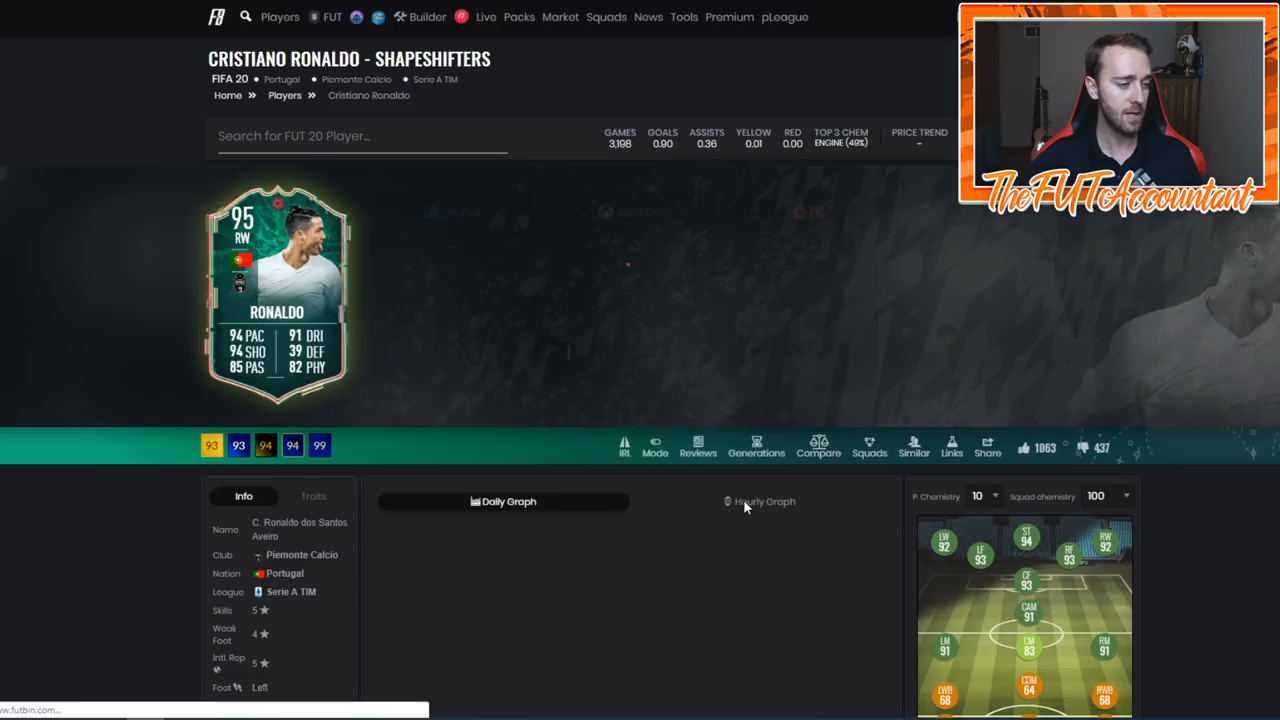 FB Players FUT Builder Live Packs Market Squads News Tools Premium pLeague
CRISTIANO RONALDO - SHAPESHIFTERS
FIFA 20 • Portugal • Piemonte Calcio • Serie A TIM
Home » Players » Cristiano Ronaldo
Search for FUT 20 Player...
GAMES GOALS ASSISTS YELLOW RED TOP 3 CHEM PRICE TREND
3,198 0.90 0.36 0.01 0.00 ENGINE (49%) -
TheFUTAccountant
95
RW
RONALDO
94 PAC 91 DRI
94 SHO 39 DEF
85 PAS 82 PHY
93 93 94 94 99
IRL Mode Reviews Generations Compare Squads Similar Links Share 1063 437
Info Traits
Name C. Ronaldo dos Santos
Aveiro
Club Piemonte Calcio
Nation Portugal
League Serie A TIM
Skills 5
Weak
Foot 4
Intl. Rep 5
Foot Left
Daily Graph Hourly Graph
P. Chemistry 10 Squad chemistry 100
LW
92
ST
94
RW
92
LF
93
RF
93
CF
93
CAM
91
LM
91
CM
83
RM
91
LWB
68
CDM
64
RWB
68
ww.futbin.com...